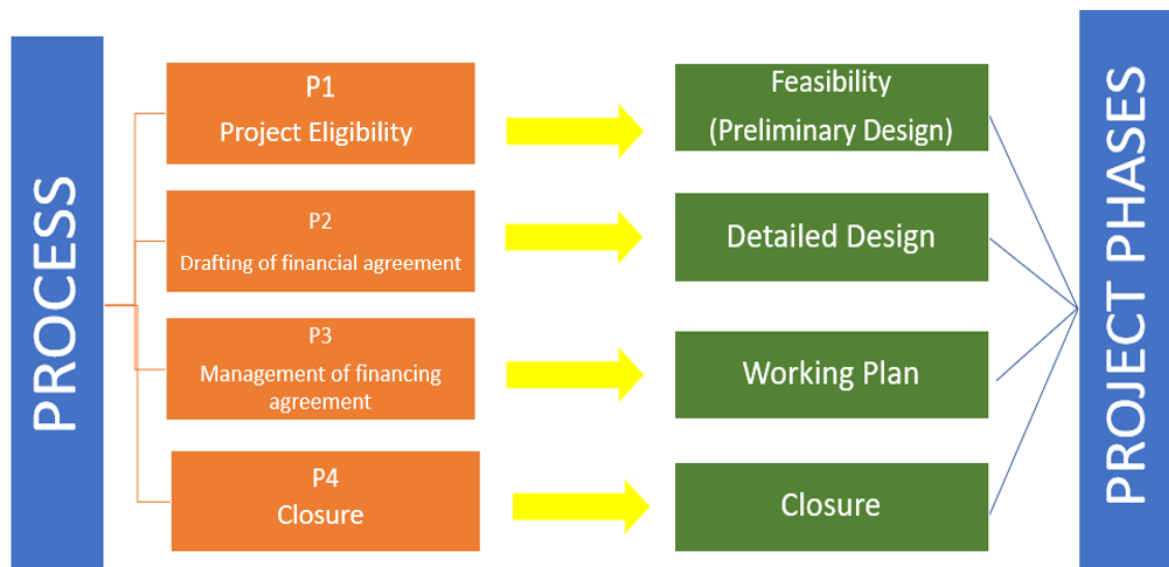 PROCESS
P1
Project Eligibility
P2
Drafting of financial agreement
P3
Management of financing
agreement
P4
Closure
Feasibility
(Preliminary Design)
Detailed Design
Working Plan
Closure
PROJECT PHASES